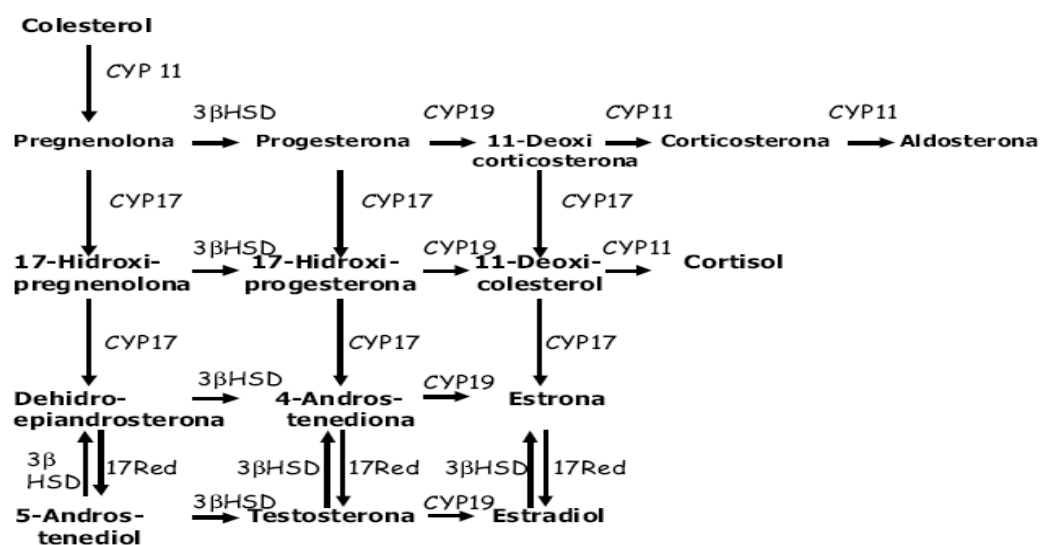 Colesterol
CYP 11
3βHSD CYP19 CYP11 CYP11
Pregnenolona Progesterona 11-Deoxi Corticosterona Aldosterona
corticosterona
CYP17 CYP17 CYP17
3βHSD CYP19 CYP11
17-Hidroxi- 17-Hidroxi- 11-Deoxi- Cortisol
pregnenolona progesterona colesterol
CYP17 CYP17 CYP17
3βHSD CYP19
Dehidro- 4-Andros- Estrona
epiandrosterona tenediona
3β 17Red 3βHSD 17Red 3βHSD 17Red
HSD
3βHSD CYP19
5-Andros- Testosterona Estradiol
tenediol